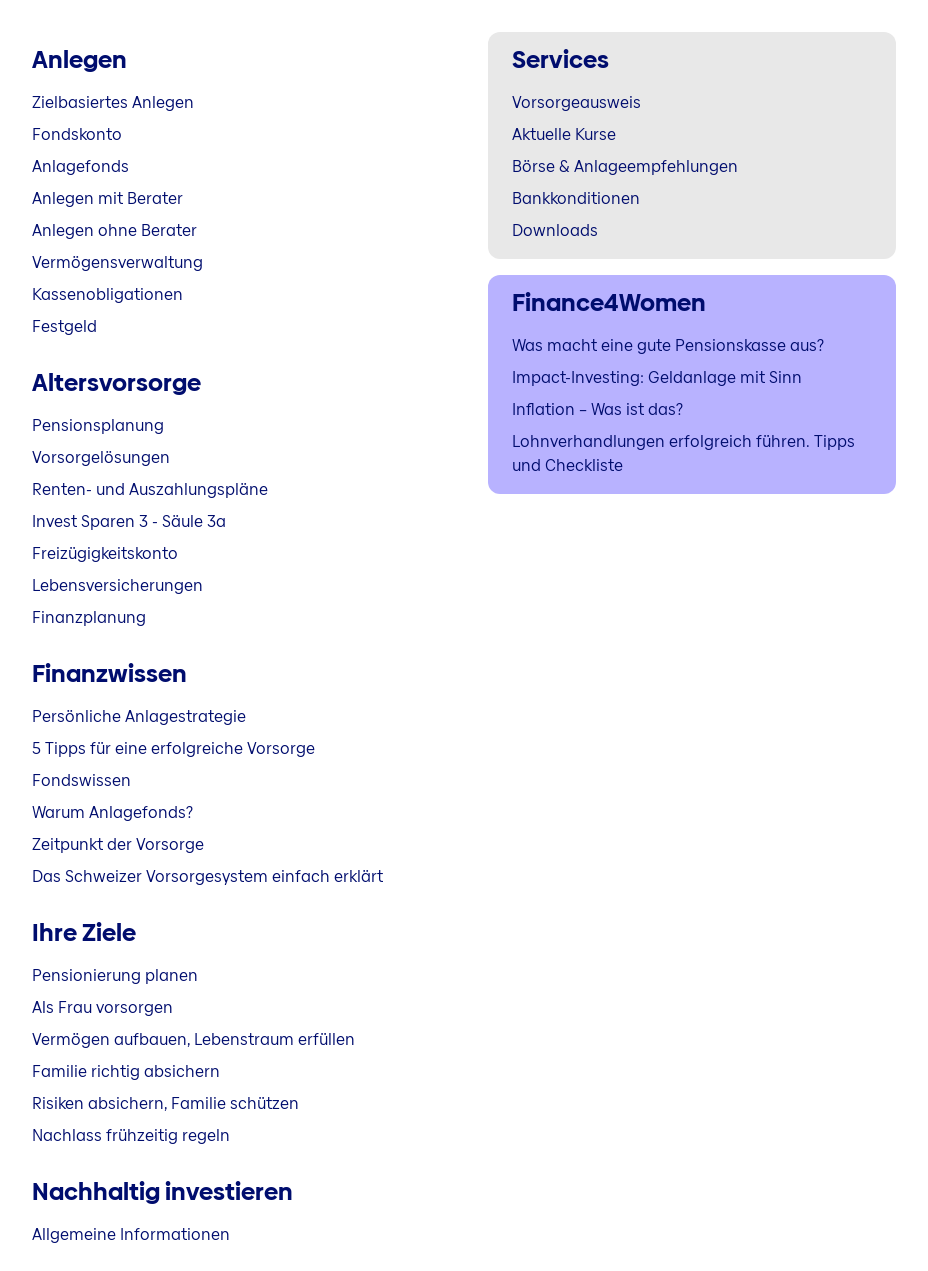 Anlegen
Zielbasiertes Anlegen
Fondskonto
Anlagefonds
Anlegen mit Berater
Anlegen ohne Berater
Vermögensverwaltung
Kassenobligationen
Festgeld
Altersvorsorge
Pensionsplanung
Vorsorgelösungen
Renten- und Auszahlungspläne
Invest Sparen 3 - Säule 3a
Freizügigkeitskonto
Lebensversicherungen
Finanzplanung
Finanzwissen
Persönliche Anlagestrategie
5 Tipps für eine erfolgreiche Vorsorge
Fondswissen
Warum Anlagefonds?
Zeitpunkt der Vorsorge
Das Schweizer Vorsorgesystem einfach erklärt
Ihre Ziele
Pensionierung planen
Als Frau vorsorgen
Vermögen aufbauen, Lebenstraum erfüllen
Familie richtig absichern
Risiken absichern, Familie schützen
Nachlass frühzeitig regeln
Nachhaltig investieren
Allgemeine Informationen
Services
Vorsorgeausweis
Aktuelle Kurse
Börse & Anlageempfehlungen
Bankkonditionen
Downloads
Finance4Women
Was macht eine gute Pensionskasse aus?
Impact-Investing: Geldanlage mit Sinn
Inflation – Was ist das?
Lohnverhandlungen erfolgreich führen. Tipps
und Checkliste